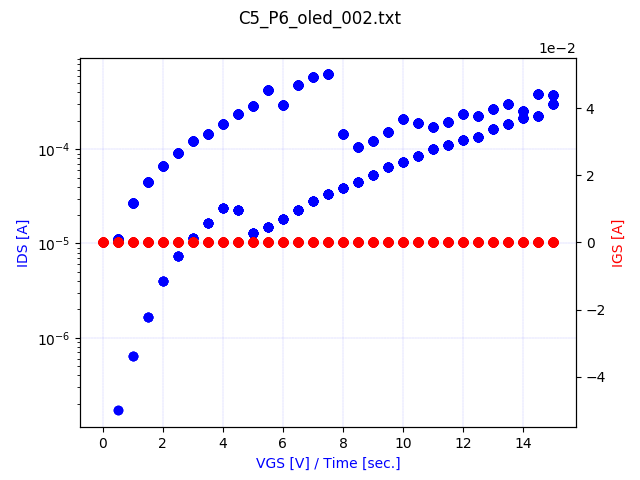 C5_P6_oled_002.txt
1e−2
10⁻⁴
10⁻⁵
10⁻⁶
IDS [A]
4
2
0
−2
−4
IGS [A]
0 2 4 6 8 10 12 14
VGS [V] / Time [sec.]